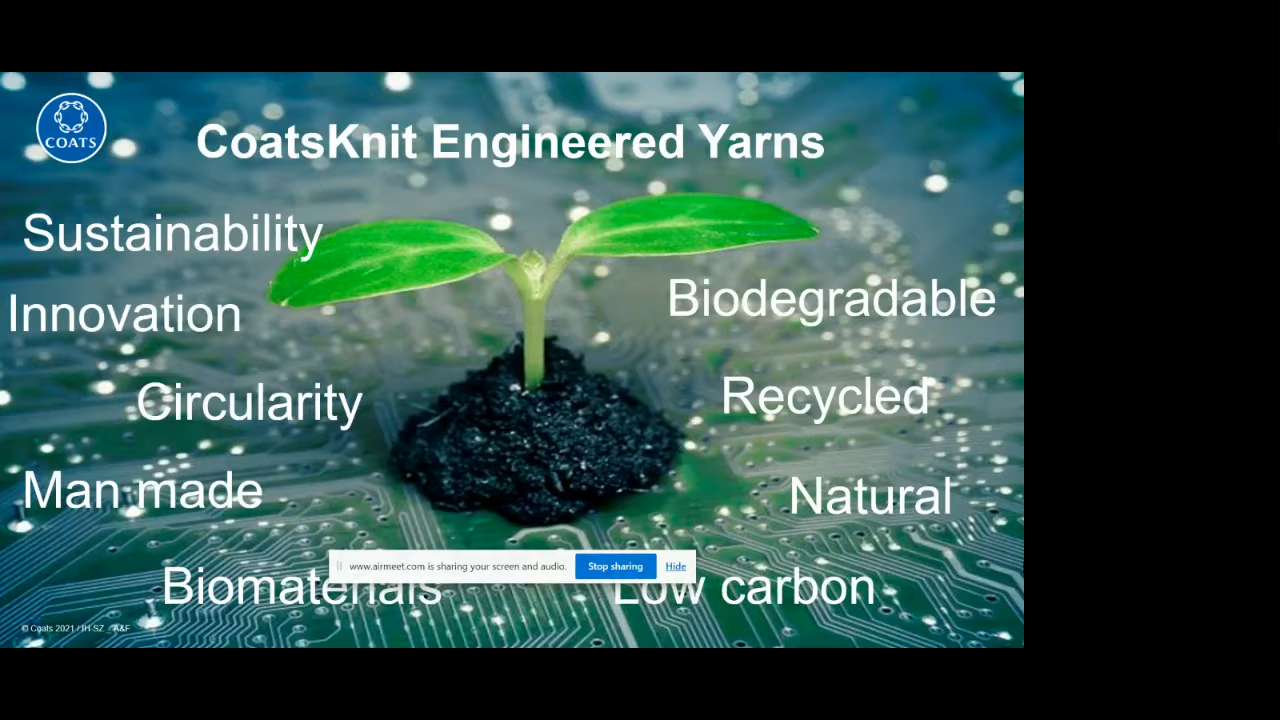 COATS
CoatsKnit Engineered Yarns
Sustainability
Innovation
Biodegradable
Circularity
Recycled
Man made
Natural
www.airmeet.com is sharing your screen and audio.
Stop sharing
Hide
Biomaterials
Low carbon
© Coats 2021 / IH-SZ / A&F